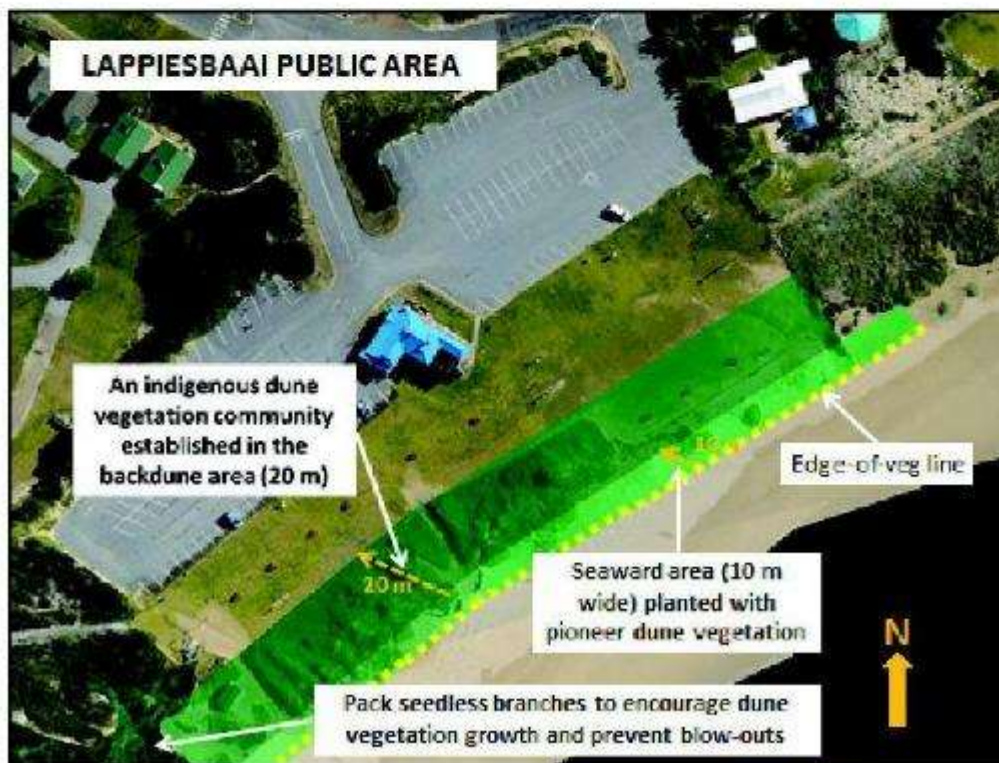 LAPPIESBAAI PUBLIC AREA
An indigenous dune
vegetation community
established in the
backdune area (20 m)
20 m
Edge-of-veg line
Seaward area (10 m
wide) planted with
pioneer dune vegetation
N
Pack seedless branches to encourage dune
vegetation growth and prevent blow-outs